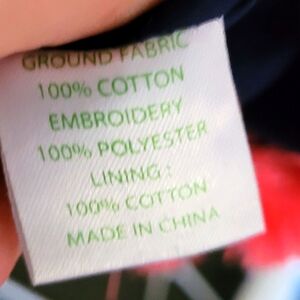 GROUND FABRIC
100% COTTON
EMBROIDERY
100% POLYESTER
LINING :
100% COTTON
MADE IN CHINA